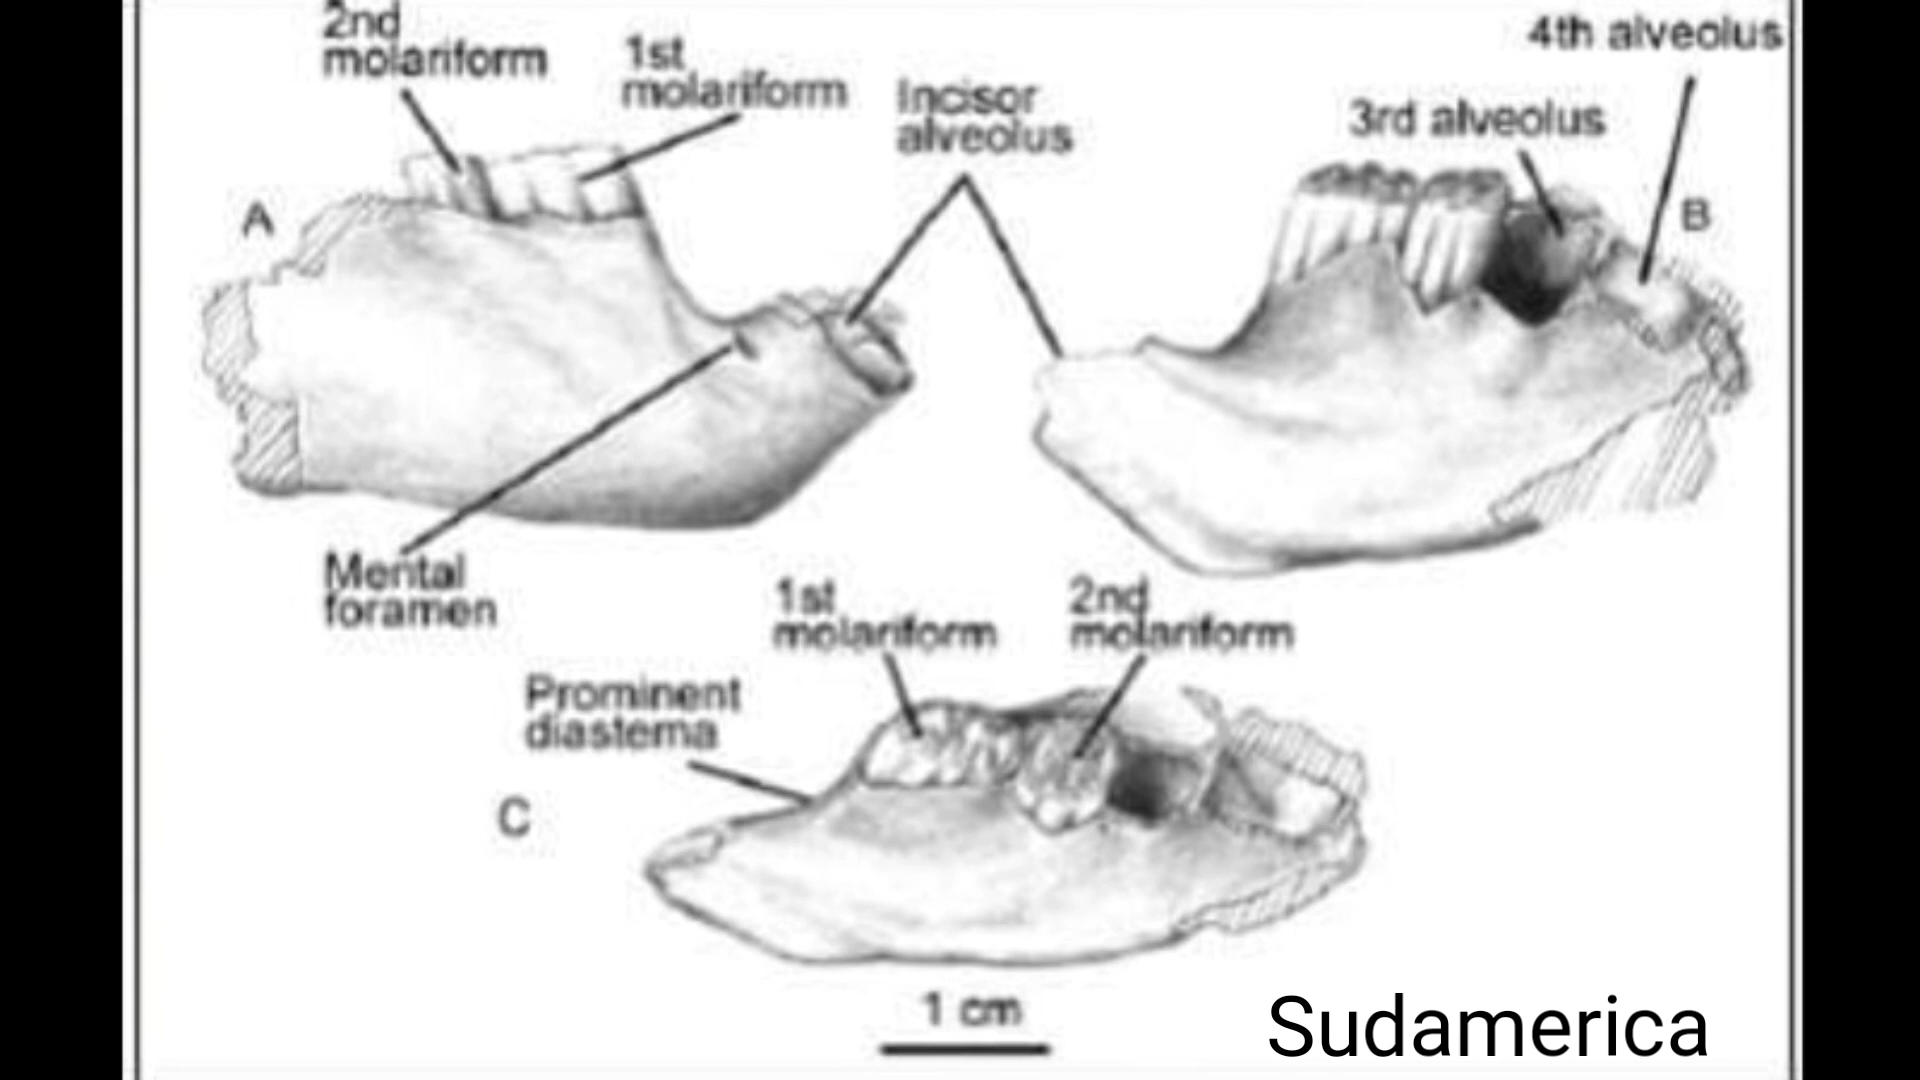 2nd
molariform
1st
molariform
Incisor
alveolus
4th alveolus
3rd alveolus
A
B
Mental
foramen
1st
molariform
2nd
molariform
Prominent
diastema
C
1 cm
Sudamerica